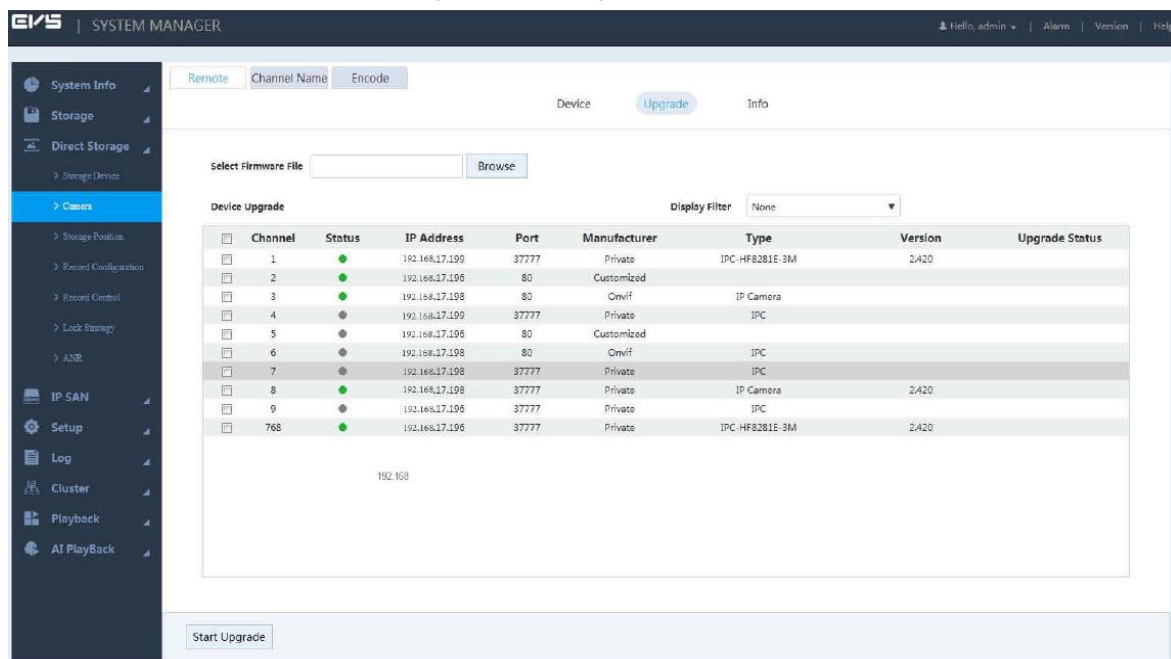 EVS | SYSTEM MANAGER
Hello, admin | Alarm | Version | Help
System Info
Storage
Direct Storage
> Storage Device
> Camera
> Storage Position
> Record Configuration
> Record Control
> Lock Strategy
> ANR
IP SAN
Setup
Log
Cluster
Playback
AI PlayBack
Remote Channel Name Encode
Device Upgrade Info
Select Firmware File Browse
Device Upgrade Display Filter None
Channel Status IP Address Port Manufacturer Type Version Upgrade Status
1 192.168.17.199 37777 Private IPC-HF8281E-3M 2.420
2 192.168.17.196 80 Customized
3 192.168.17.198 80 Onvif IP Camera
4 192.168.17.199 37777 Private IPC
5 192.168.17.196 80 Customized
6 192.168.17.198 80 Onvif IPC
7 192.168.17.198 37777 Private IPC
8 192.168.17.198 37777 Private IP Camera 2.420
9 192.168.17.196 37777 Private IPC
768 192.168.17.196 37777 Private IPC-HF8281E-3M 2.420
192.168
Start Upgrade